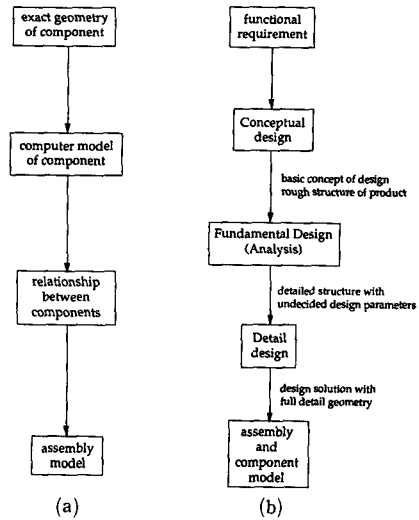 exact geometry
of component
computer model
of component
relationship
between
components
assembly
model
(a)
functional
requirement
Conceptual
design
basic concept of design
rough structure of product
Fundamental Design
(Analysis)
detailed structure with
undecided design parameters
Detail
design
design solution with
full detail geometry
assembly
and
component
model
(b)